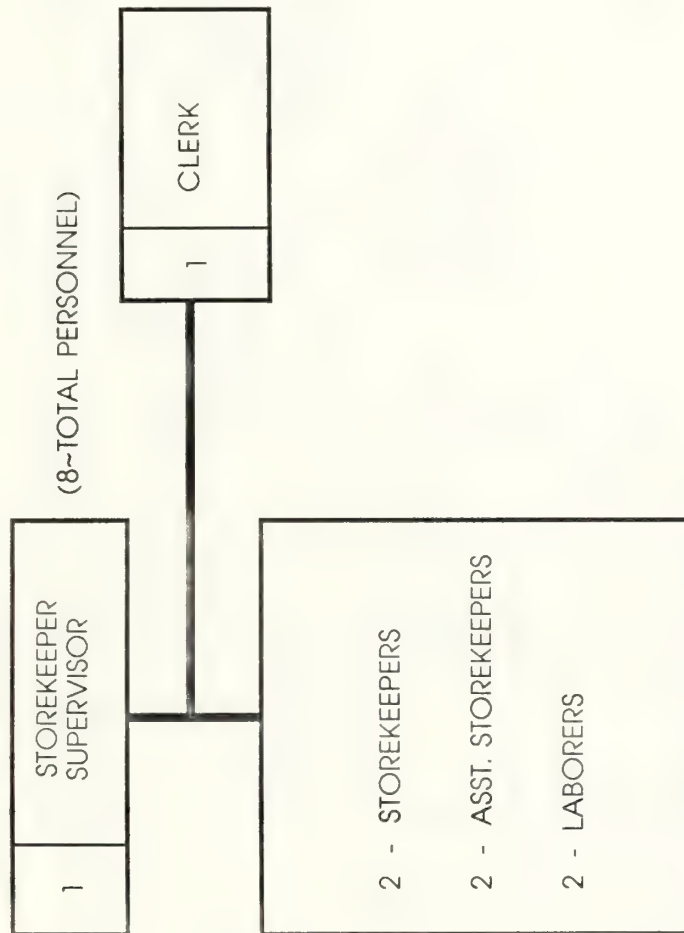 1
STOREKEEPER
SUPERVISOR
(8~TOTAL PERSONNEL)
1
CLERK
2 - STOREKEEPERS
2 - ASST. STOREKEEPERS
2 - LABORERS